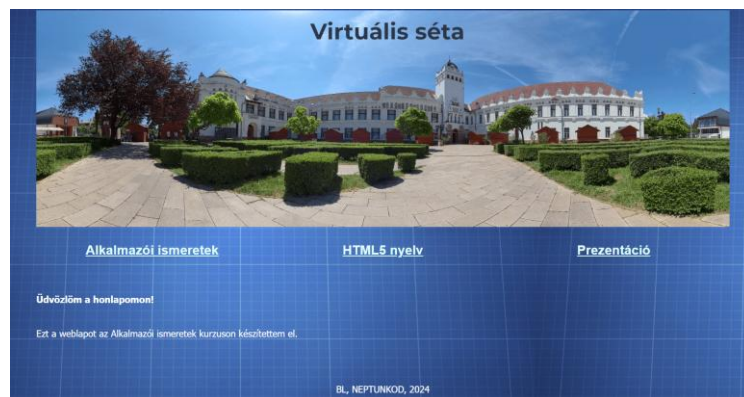 Virtuális séta
Alkalmazói ismeretek HTML5 nyelv Prezentáció
Üdvözlöm a honlapomon!
Ezt a weblapot az Alkalmazói ismeretek kurzuson készítettem el.
BL, NEPTUNKOD, 2024